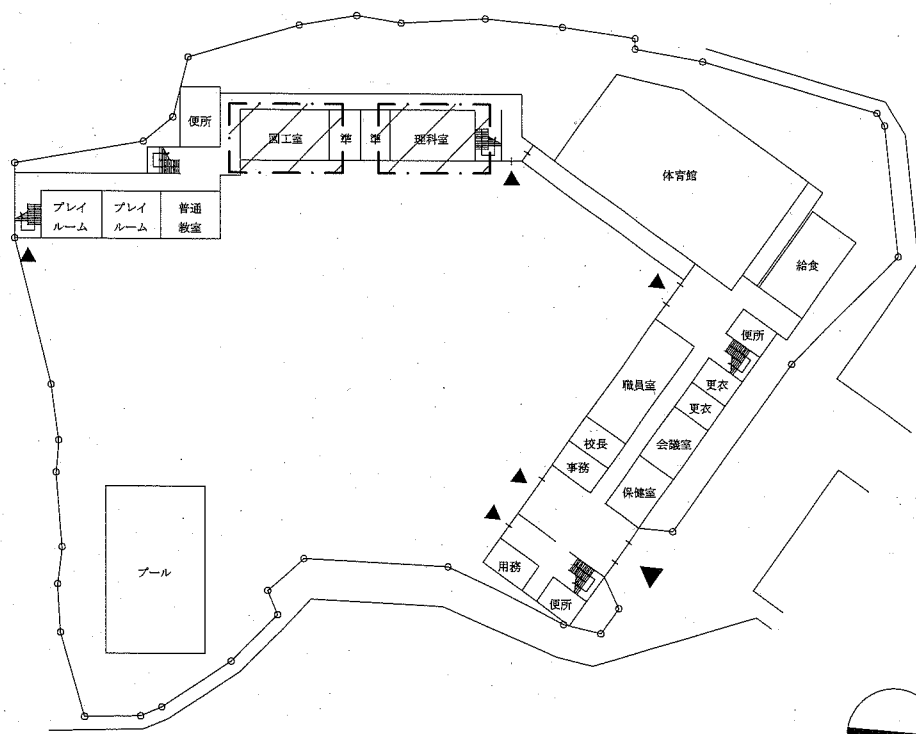 便所
図工室
準
準
理科室
体育館
プレイ
ルーム
プレイ
ルーム
普通
教室
給食
便所
職員室
更衣
更衣
校長
会議室
事務
保健室
プール
用務
便所